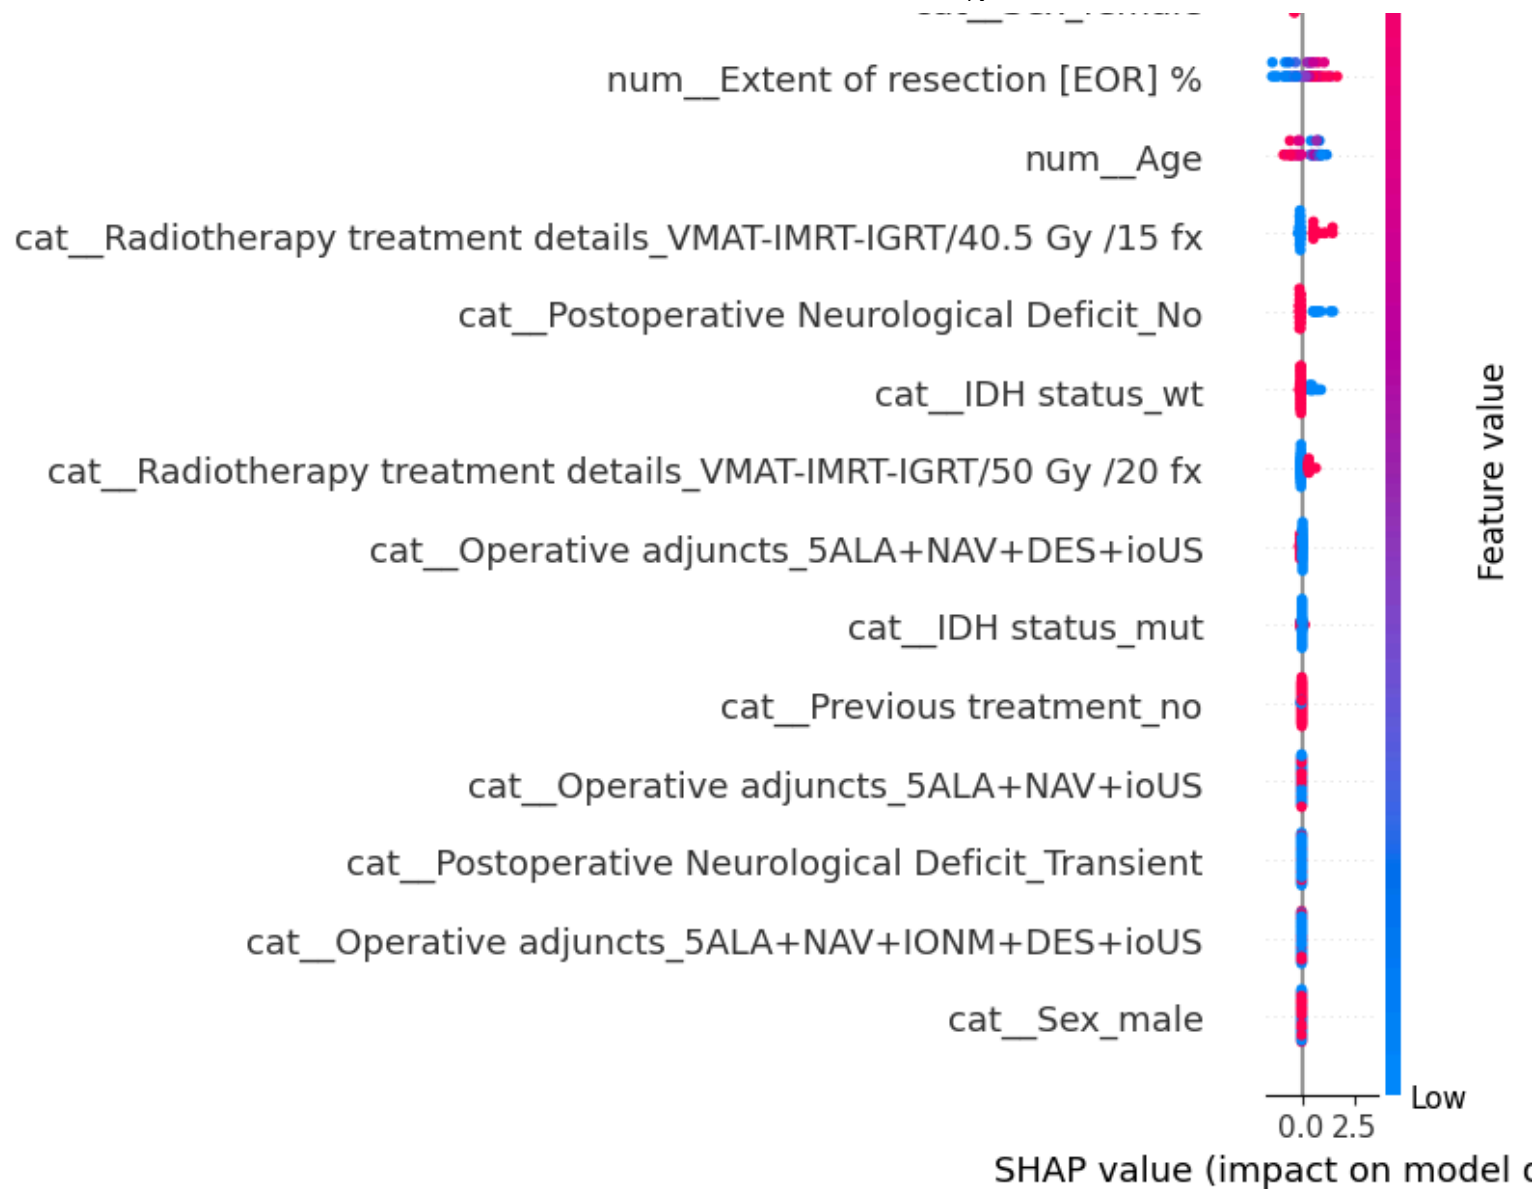 num__Extent of resection [EOR] %
num__Age
cat__Radiotherapy treatment details_VMAT-IMRT-IGRT/40.5 Gy /15 fx
cat__Postoperative Neurological Deficit_No
cat__IDH status_wt
cat__Radiotherapy treatment details_VMAT-IMRT-IGRT/50 Gy /20 fx
cat__Operative adjuncts_5ALA+NAV+DES+ioUS
cat__IDH status_mut
cat__Previous treatment_no
cat__Operative adjuncts_5ALA+NAV+ioUS
cat__Postoperative Neurological Deficit_Transient
cat__Operative adjuncts_5ALA+NAV+IONM+DES+ioUS
cat__Sex_male
Feature value
Low
0.0 2.5
SHAP value (impact on model